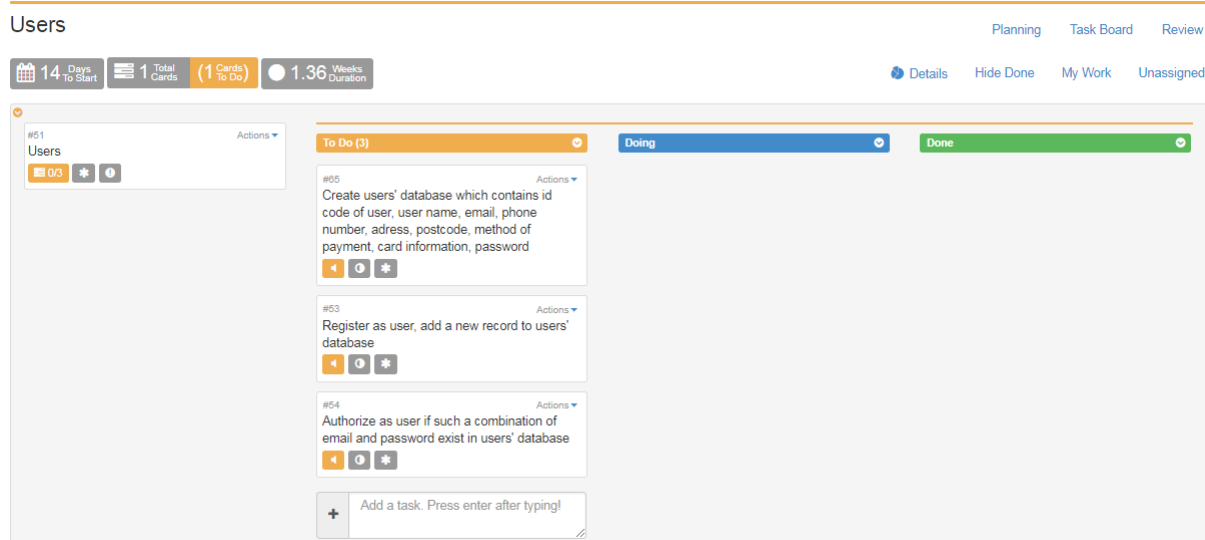 Users
Planning Task Board Review
14 Days To Start 1 Total Cards (1 Cards To Do) 1.36 Weeks Duration
Details Hide Done My Work Unassigned
#51 Actions
Users
0/3
To Do (3) Doing Done
#65 Actions
Create users' database which contains id
code of user, user name, email, phone
number, adress, postcode, method of
payment, card information, password
#53 Actions
Register as user, add a new record to users'
database
#54 Actions
Authorize as user if such a combination of
email and password exist in users' database
+ Add a task. Press enter after typing!